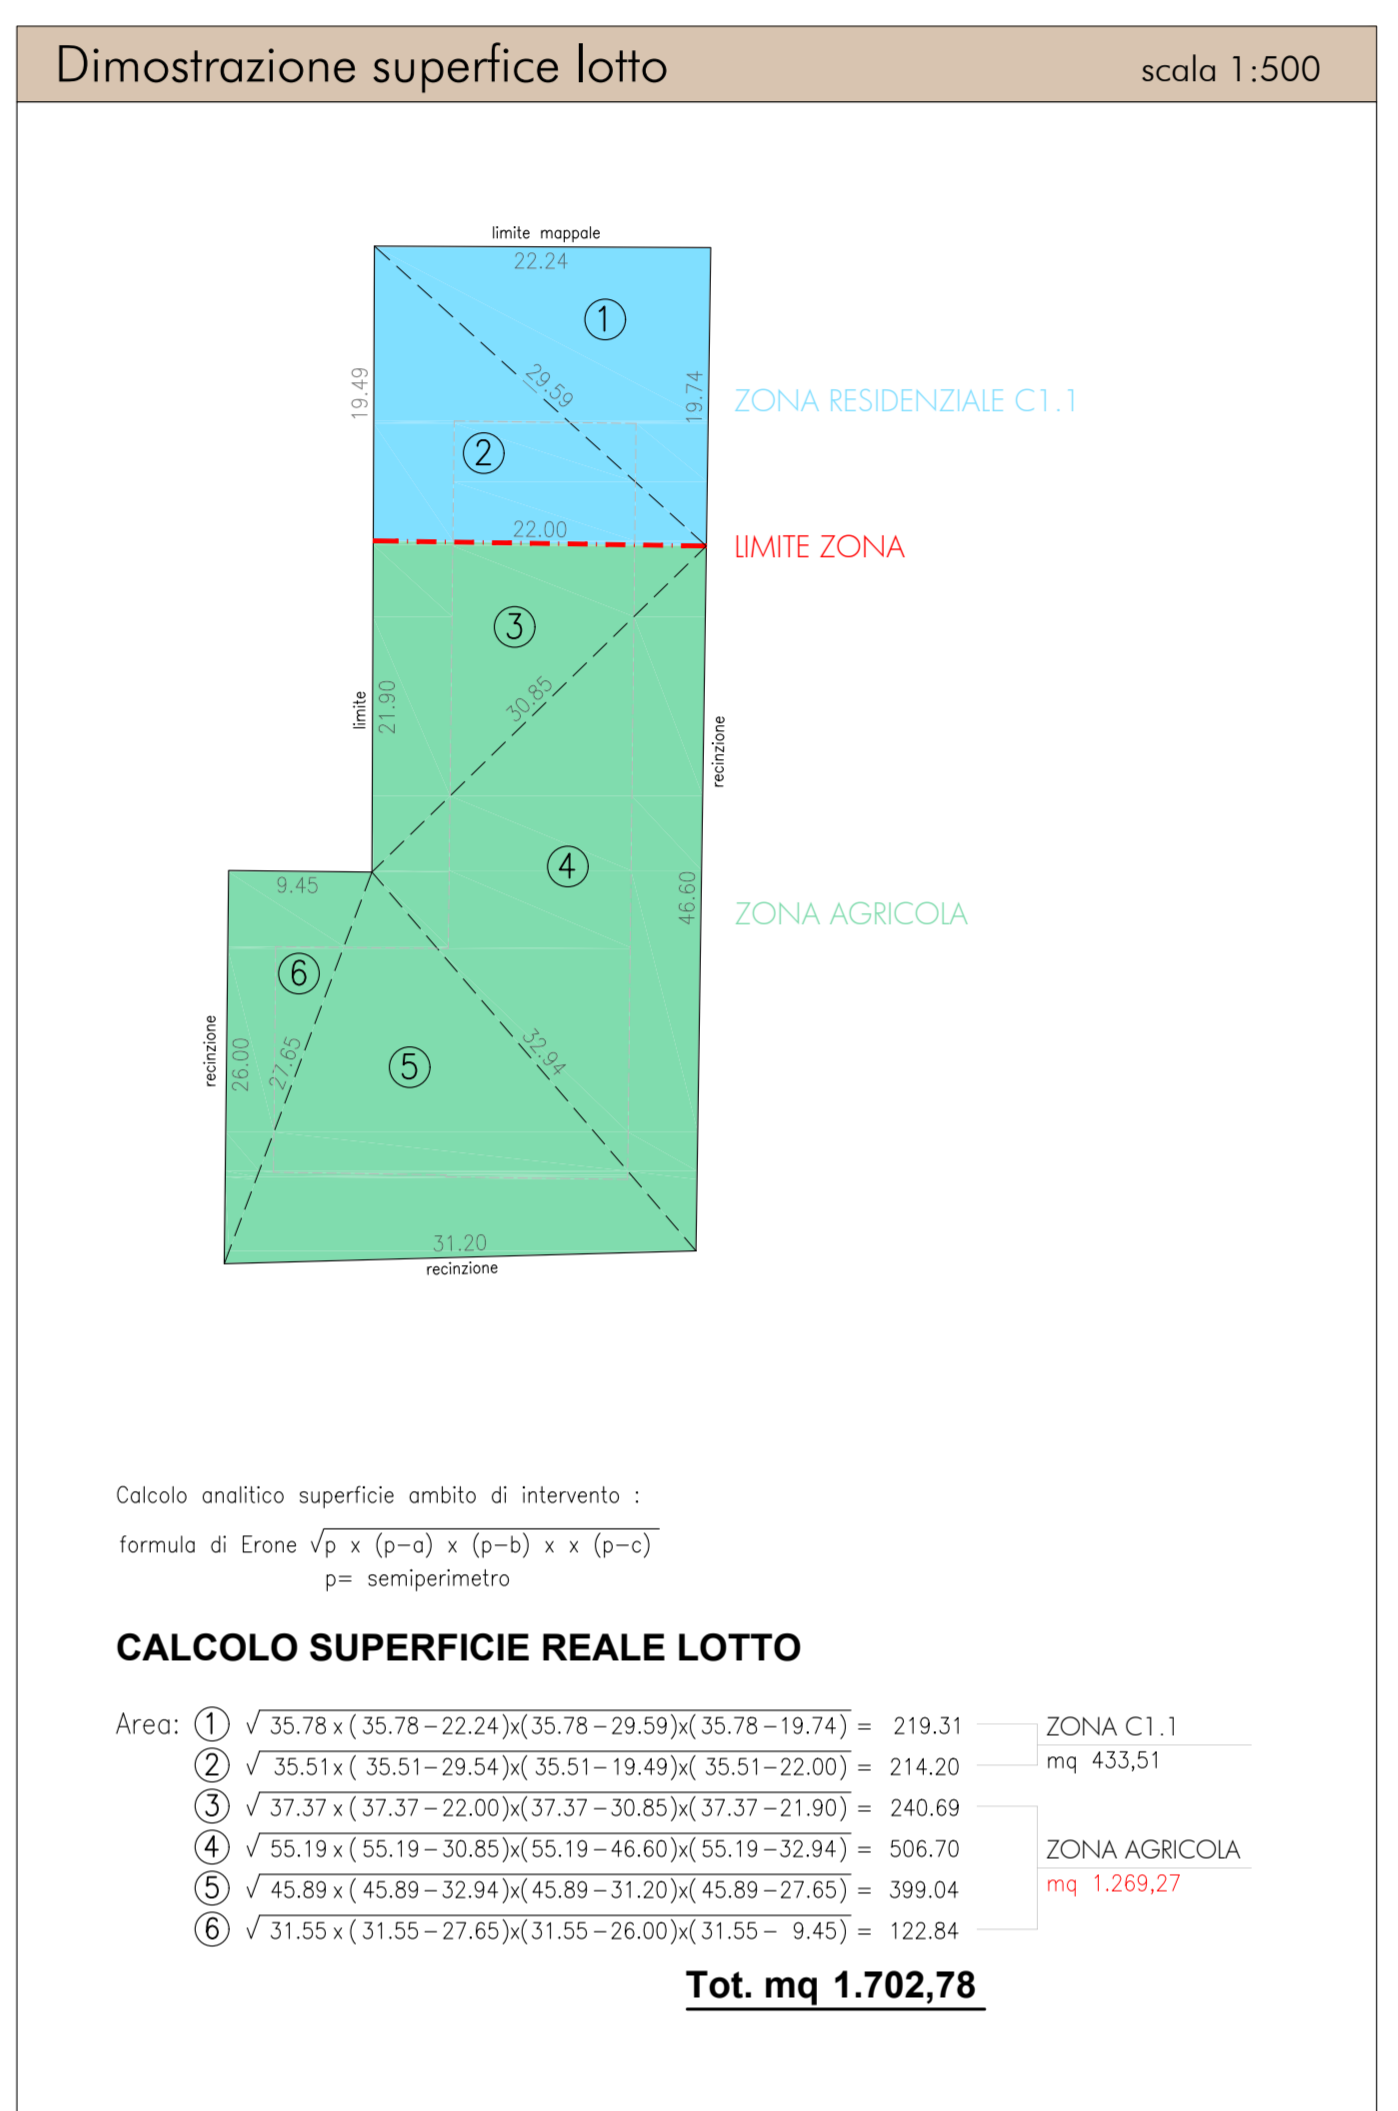 Dimostrazione superfice lotto scala 1:500
limite mappale
22.24
1
29.59
19.49
19.74
ZONA RESIDENZIALE C1.1
2
22.00
LIMITE ZONA
3
30.85
limite
21.90
recinzione
4
9.45
46.60
ZONA AGRICOLA
6
recinzione
26.00
27.65
5
32.94
31.20
recinzione
Calcolo analitico superficie ambito di intervento :
formula di Erone √p x (p-a) x (p-b) x x (p-c)
p= semiperimetro
CALCOLO SUPERFICIE REALE LOTTO
Area: 1 √ 35.78 x ( 35.78 - 22.24)x(35.78 - 29.59)x( 35.78 - 19.74) = 219.31 ZONA C1.1
mq 433,51
2 √ 35.51 x ( 35.51 - 29.54)x( 35.51 - 19.49)x( 35.51 - 22.00) = 214.20
3 √ 37.37 x ( 37.37 - 22.00)x(37.37 - 30.85)x( 37.37 - 21.90) = 240.69
4 √ 55.19 x ( 55.19 - 30.85)x(55.19 - 46.60)x( 55.19 - 32.94) = 506.70 ZONA AGRICOLA
mq 1.269,27
5 √ 45.89 x ( 45.89 - 32.94)x(45.89 - 31.20)x( 45.89 - 27.65) = 399.04
6 √ 31.55 x ( 31.55 - 27.65)x(31.55 - 26.00)x( 31.55 - 9.45) = 122.84
Tot. mq 1.702,78